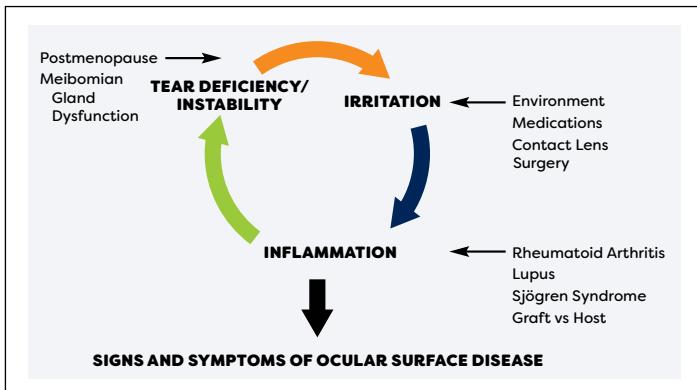 Postmenopause
Meibomian
Gland
Dysfunction
TEAR DEFICIENCY/
INSTABILITY
IRRITATION
Environment
Medications
Contact Lens
Surgery
INFLAMMATION
Rheumatoid Arthritis
Lupus
Sjögren Syndrome
Graft vs Host
SIGNS AND SYMPTOMS OF OCULAR SURFACE DISEASE